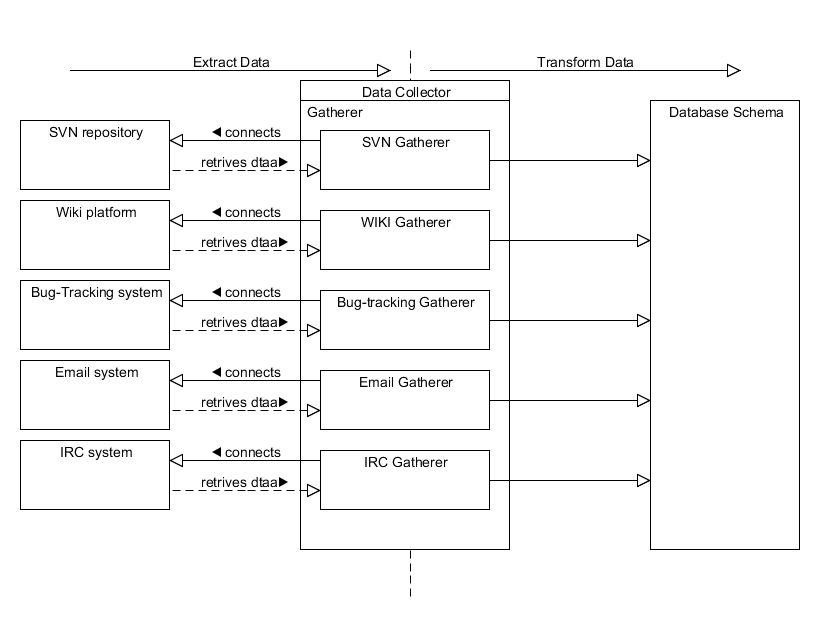 Extract Data
Transform Data
Data Collector
Gatherer
Database Schema
SVN repository
◄ connects
retrives dtaa►
SVN Gatherer
Wiki platform
◄ connects
retrives dtaa►
WIKI Gatherer
Bug-Tracking system
◄ connects
retrives dtaa►
Bug-tracking Gatherer
Email system
◄ connects
retrives dtaa►
Email Gatherer
IRC system
◄ connects
retrives dtaa►
IRC Gatherer